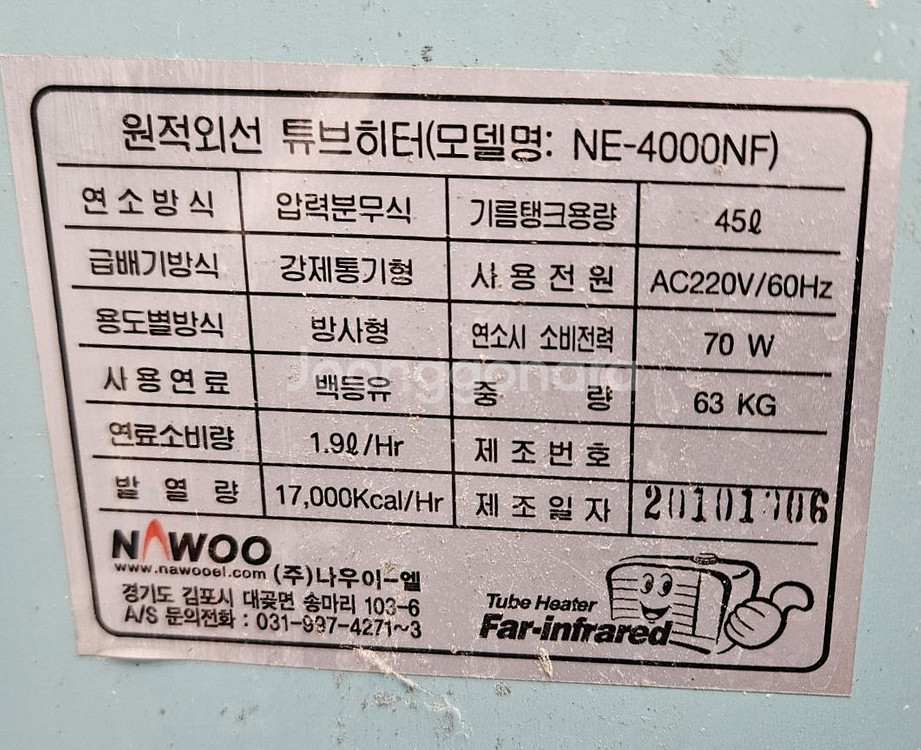 원적외선 튜브히터(모델명: NE-4000NF)
연소방식 압력분무식 기름탱크용량 45ℓ
급배기방식 강제통기형 사용전원 AC220V/60Hz
용도별방식 방사형 연소시 소비전력 70 W
사용연료 백등유 중 량 63 KG
연료소비량 1.9ℓ/Hr 제조번호
발 열 량 17,000Kcal/Hr 제조일자
Joonggonara
NAWOO
www.nawooel.com (주)나우이-엘
경기도 김포시 대곶면 송마리 103-6
A/S 문의전화 : 031-997-4271~3
Tube Heater
Far-infrared